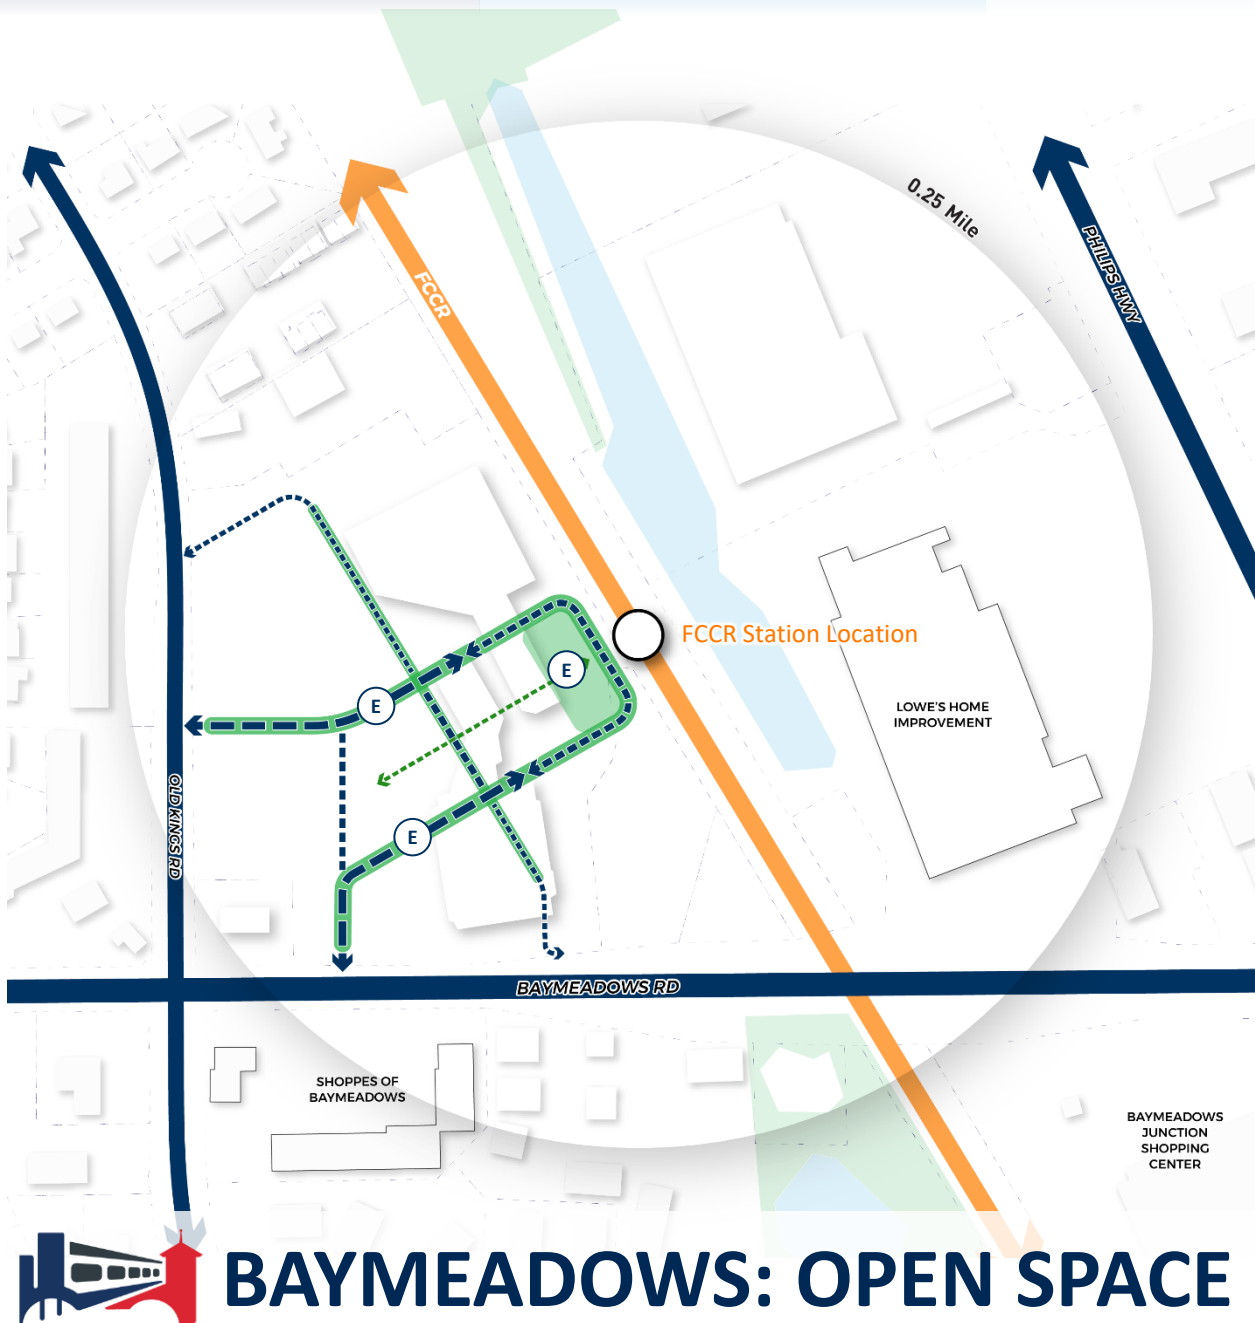 0.25 Mile
PHILIPS HWY
FCCR
FCCR Station Location
E
E
LOWE'S HOME
IMPROVEMENT
E
OLD KINGS RD
BAYMEADOWS RD
SHOPPES OF
BAYMEADOWS
BAYMEADOWS
JUNCTION
SHOPPING
CENTER
BAYMEADOWS: OPEN SPACE